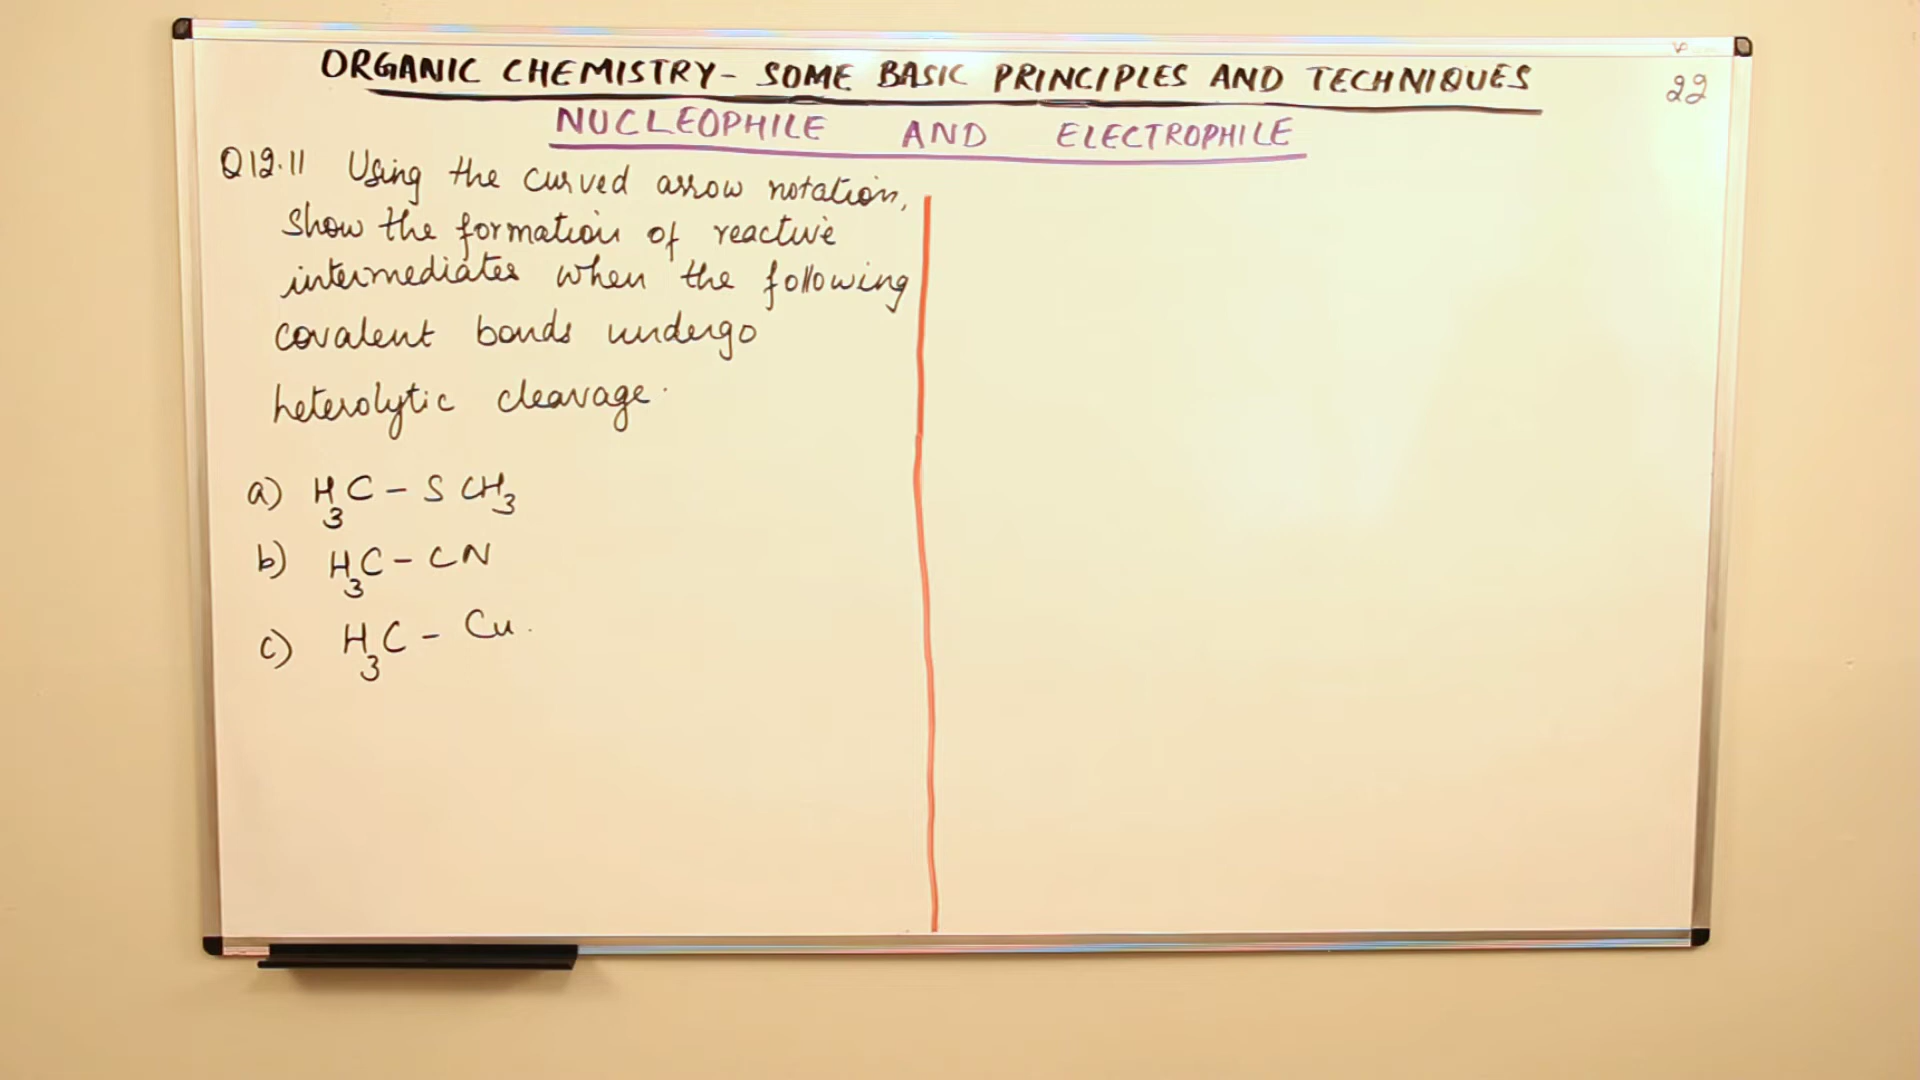 ORGANIC CHEMISTRY - SOME BASIC PRINCIPLES AND TECHNIQUES
22
NUCLEOPHILE AND ELECTROPHILE
Q12.11 Using the curved arrow notation,
Show the formation of reactive
intermediates when the following
covalent bonds undergo
heterolytic cleavage.
a) H₃C - SCH₃
b) H₃C - CN
c) H₃C - Cu.